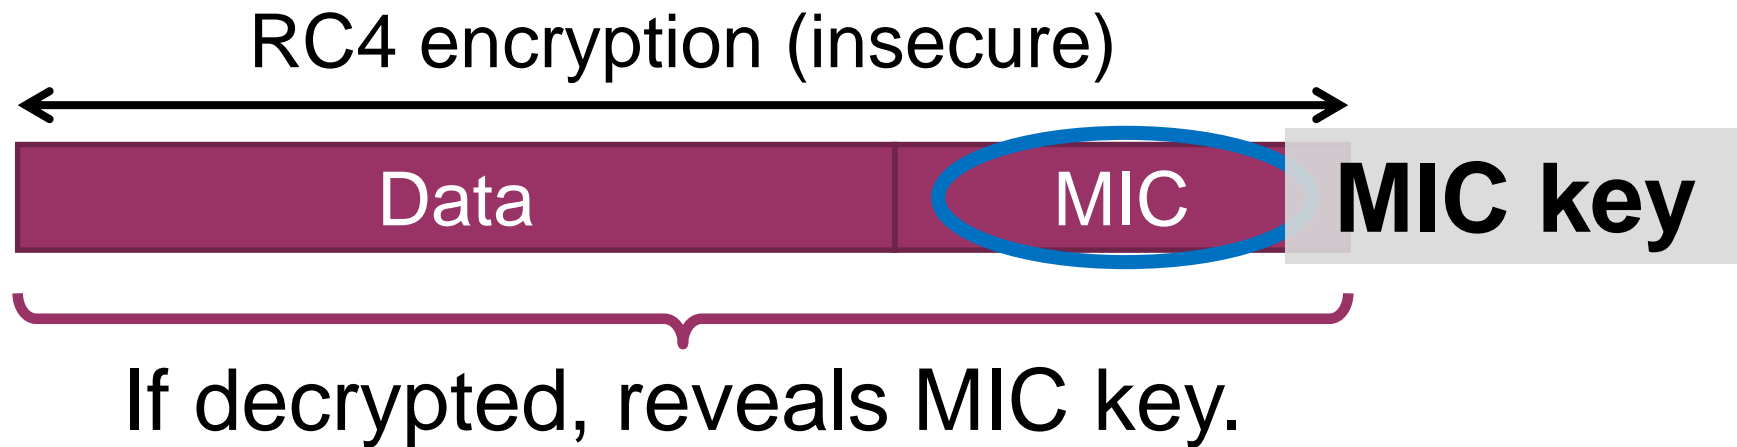 RC4 encryption (insecure)
Data MIC MIC key
If decrypted, reveals MIC key.